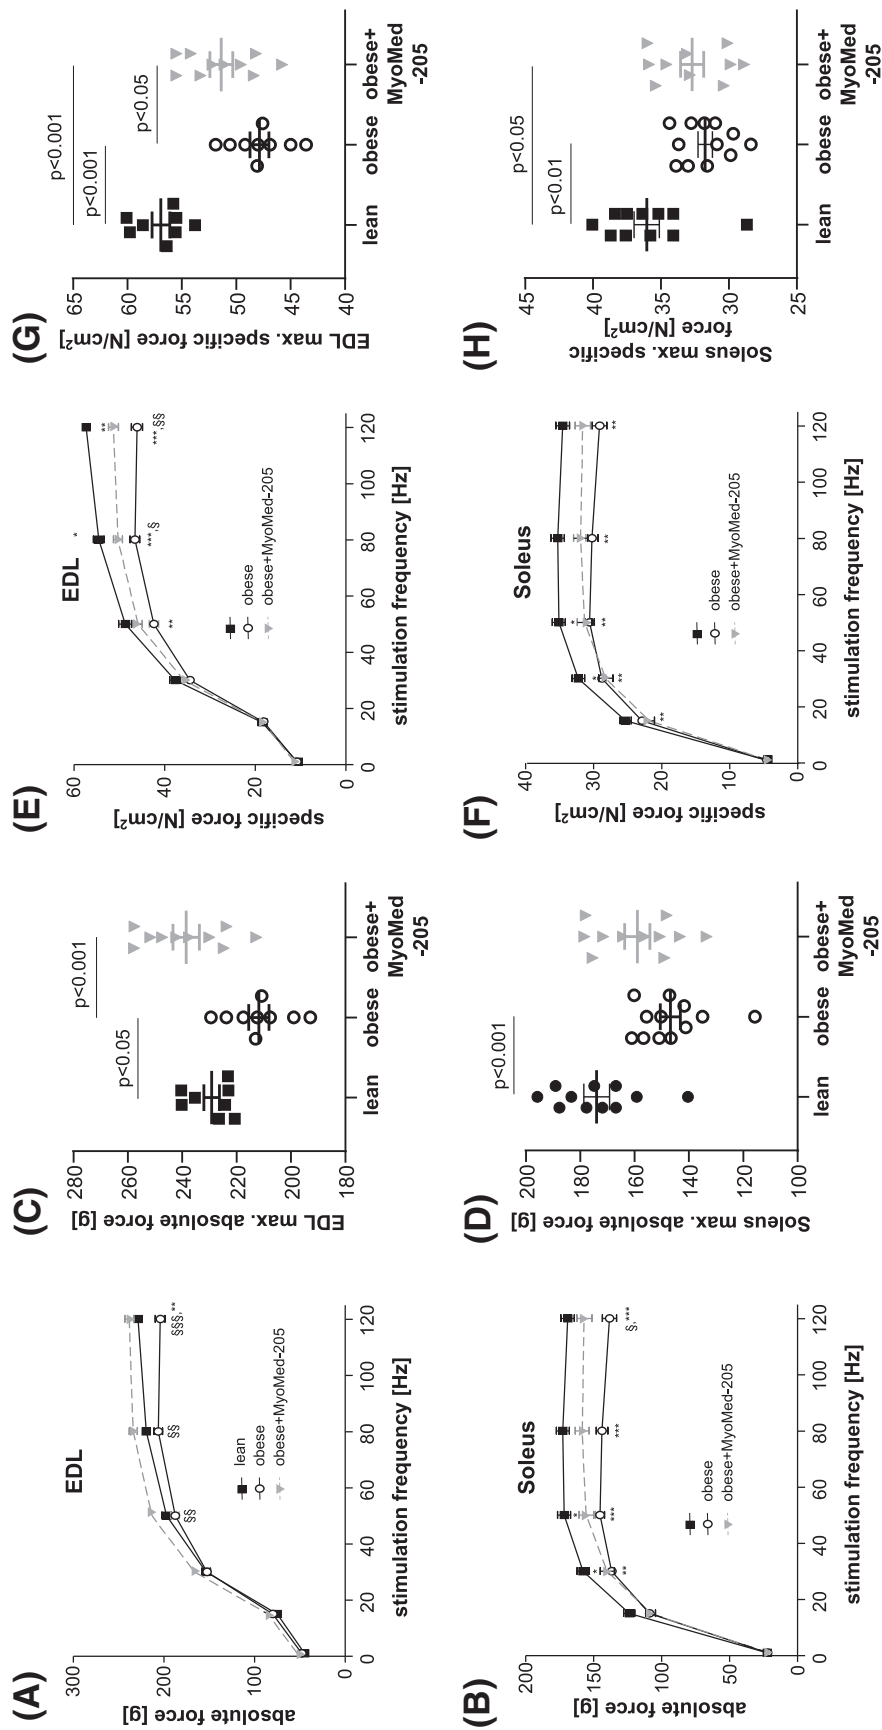 (A)
EDL
absolute force [g]
300
200
100
0
0 20 40 60 80 100 120
stimulation frequency [Hz]
lean
obese
obese+MyoMed-205
§§
§§
§§§,**
(B)
Soleus
absolute force [g]
200
150
100
50
0
0 20 40 60 80 100 120
stimulation frequency [Hz]
obese
obese+MyoMed-205
*
**
*
***
***
§,***
(C)
EDL max. absolute force [g]
280
260
240
220
200
180
p<0.001
p<0.05
lean obese obese+
MyoMed
-205
(D)
Soleus max. absolute force [g]
200
180
160
140
120
100
p<0.001
lean obese obese+
MyoMed
-205
(E)
EDL
specific force [N/cm²]
60
40
20
0
0 20 40 60 80 100 120
stimulation frequency [Hz]
obese
obese+MyoMed-205
**
*
***,§
**
***,§§
(F)
Soleus
specific force [N/cm²]
40
30
20
10
0
0 20 40 60 80 100 120
stimulation frequency [Hz]
obese
obese+MyoMed-205
**
*
**
*
**
**
**
(G)
EDL max. specific force [N/cm²]
65
60
55
50
45
40
p<0.001
p<0.001
p<0.05
lean obese obese+
MyoMed
-205
(H)
Soleus max. specific
force [N/cm²]
45
40
35
30
25
p<0.05
p<0.01
lean obese obese+
MyoMed
-205